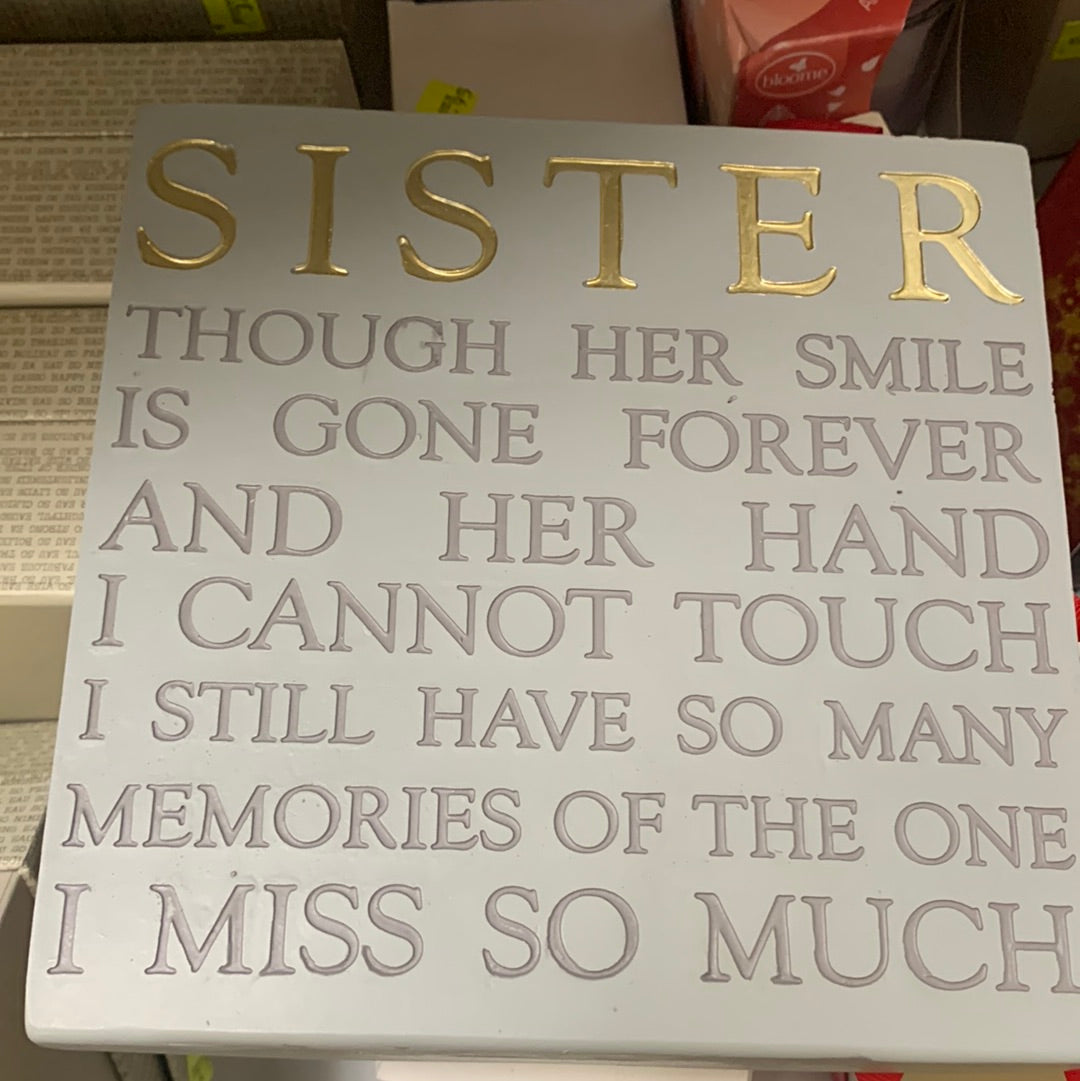 bloome
SISTER
THOUGH HER SMILE
IS GONE FOREVER
AND HER HAND
I CANNOT TOUCH
I STILL HAVE SO MANY
MEMORIES OF THE ONE
I MISS SO MUCH